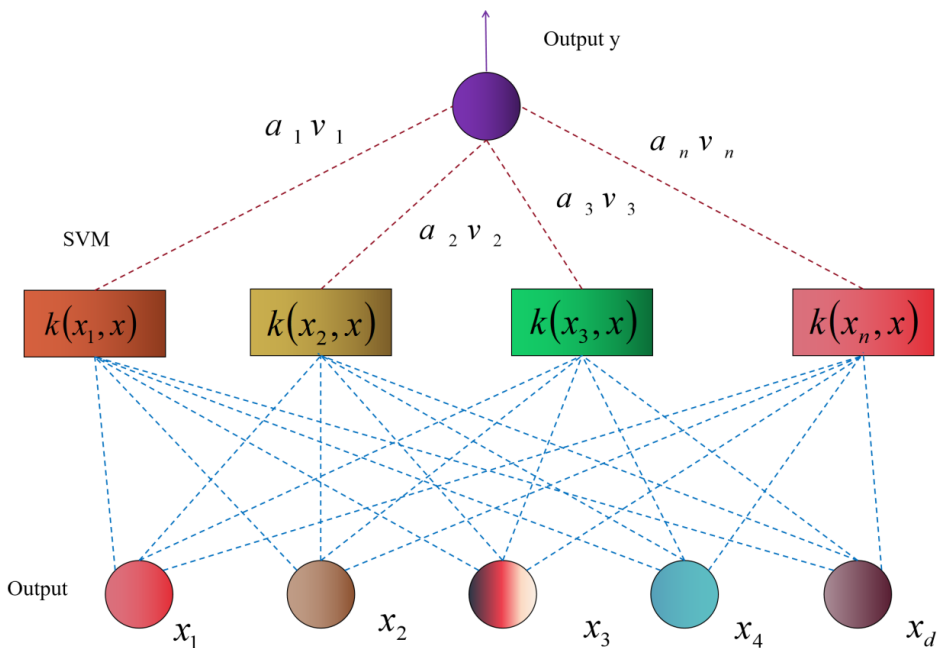 Output y
a 1 v 1
a n v n
a 3 v 3
a 2 v 2
SVM
k(x1, x)
k(x2, x)
k(x3, x)
k(xn, x)
Output
x1
x2
x3
x4
xd